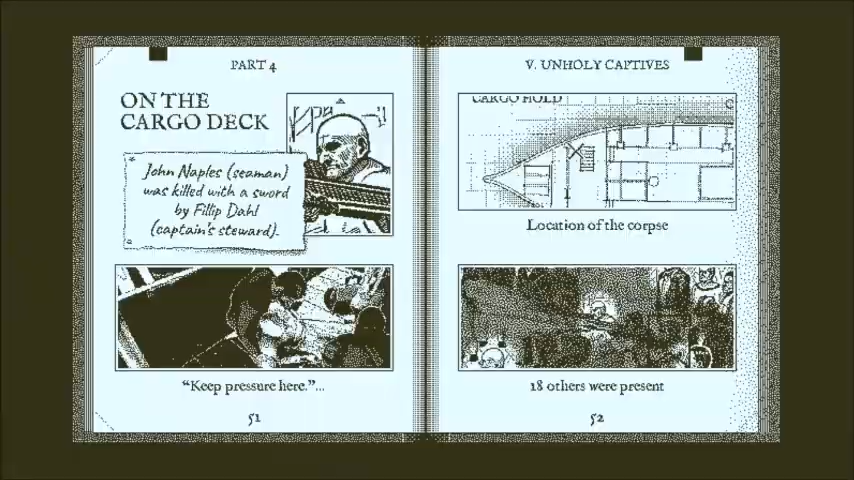 PART 4
ON THE
CARGO DECK
John Naples (seaman)
was killed with a sword
by Fillip Dahl
(captain's steward).
"Keep pressure here."...
51
V. UNHOLY CAPTIVES
CARGO HOLD
Location of the corpse
18 others were present
52